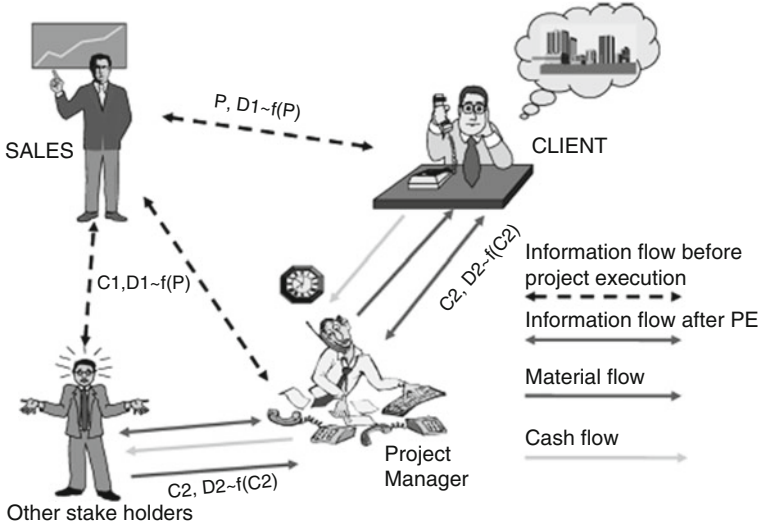 P, D1~f(P)
SALES
CLIENT
C2, D2~f(C2)
C1,D1~f(P)
Information flow before
project execution
Information flow after PE
Material flow
Cash flow
Project
Manager
C2, D2~f(C2)
Other stake holders